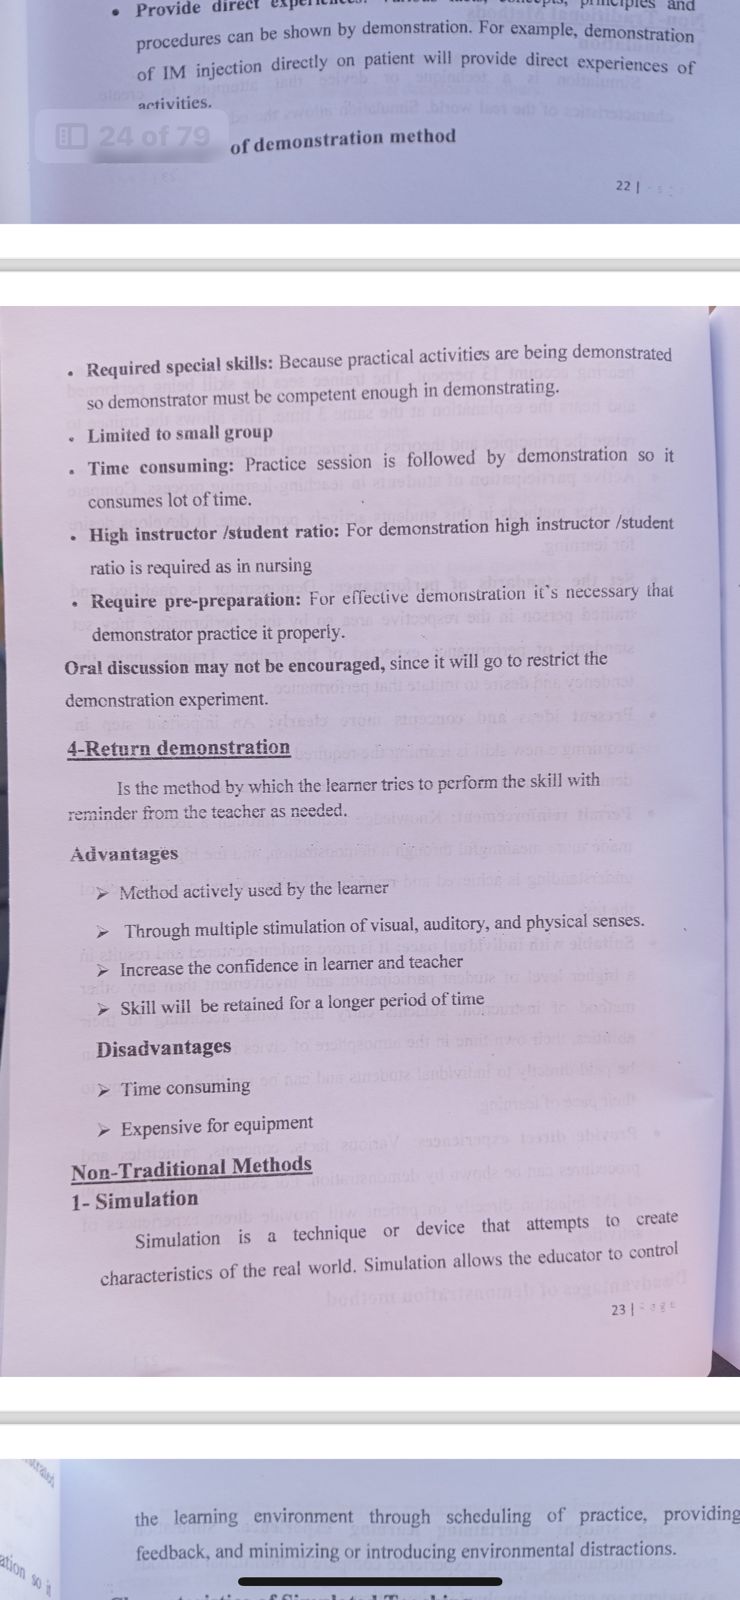 • Provide direct
procedures can be shown by demonstration. For example, demonstration
of IM injection directly on patient will provide direct experiences of
activities.
24 of 79
of demonstration method
22 |
• Required special skills: Because practical activities are being demonstrated
so demonstrator must be competent enough in demonstrating.
• Limited to small group
• Time consuming: Practice session is followed by demonstration so it
consumes lot of time.
• High instructor /student ratio: For demonstration high instructor /student
ratio is required as in nursing
• Require pre-preparation: For effective demonstration it`s necessary that
demonstrator practice it properly.
Oral discussion may not be encouraged, since it will go to restrict the
demonstration experiment.
4-Return demonstration
Is the method by which the learner tries to perform the skill with
reminder from the teacher as needed.
Advantages
➢ Method actively used by the learner
➢ Through multiple stimulation of visual, auditory, and physical senses.
➢ Increase the confidence in learner and teacher
➢ Skill will be retained for a longer period of time
Disadvantages
➢ Time consuming
➢ Expensive for equipment
Non-Traditional Methods
1- Simulation
Simulation is a technique or device that attempts to create
characteristics of the real world. Simulation allows the educator to control
23 |
the learning environment through scheduling of practice, providing
feedback, and minimizing or introducing environmental distractions.